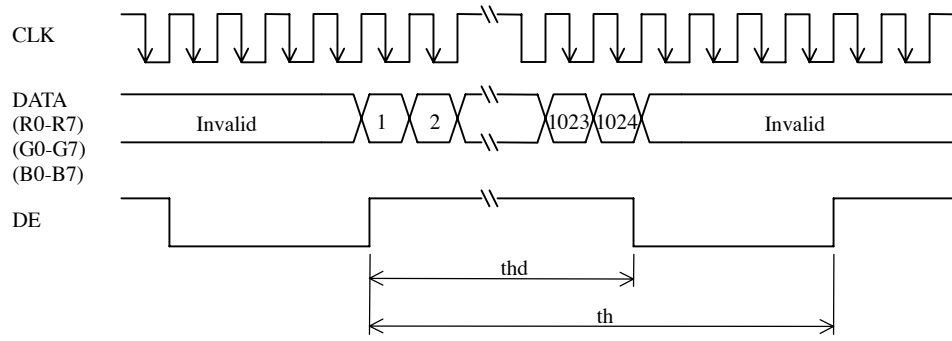 CLK
DATA
(R0-R7)
(G0-G7)
(B0-B7)
Invalid 1 2 1023 1024 Invalid
DE
thd
th